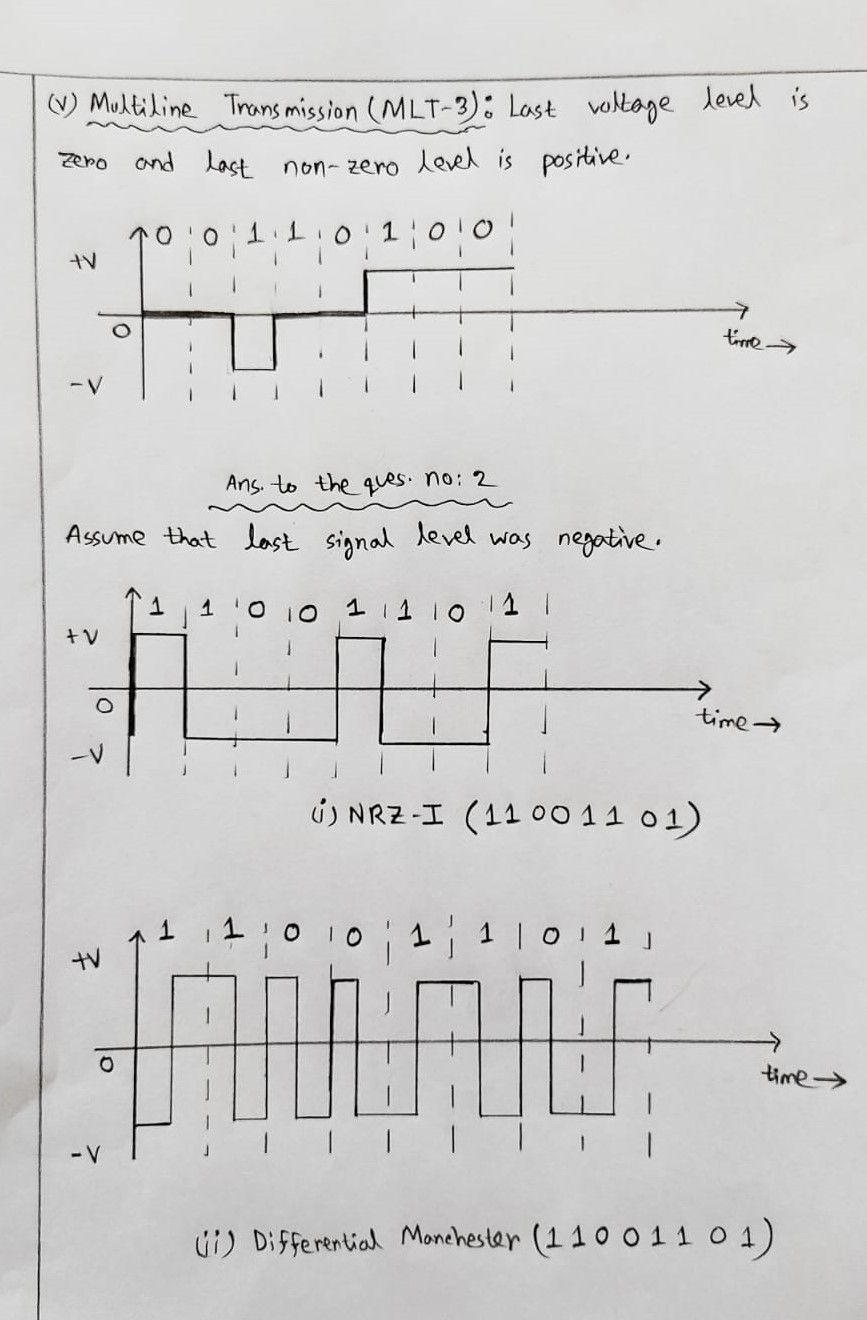 (v) Multiline Transmission (MLT-3): Last voltage level is
zero and last non-zero level is positive.
0 0 1 1 0 1 0 0
+V
0
time →
-V
Ans. to the ques. no: 2
Assume that last signal level was negative.
1 1 0 0 1 1 0 1
+V
0
time →
-V
(i) NRZ-I (11001101)
1 1 0 0 1 1 0 1
+V
0
time →
-V
(ii) Differential Manchester (11001101)